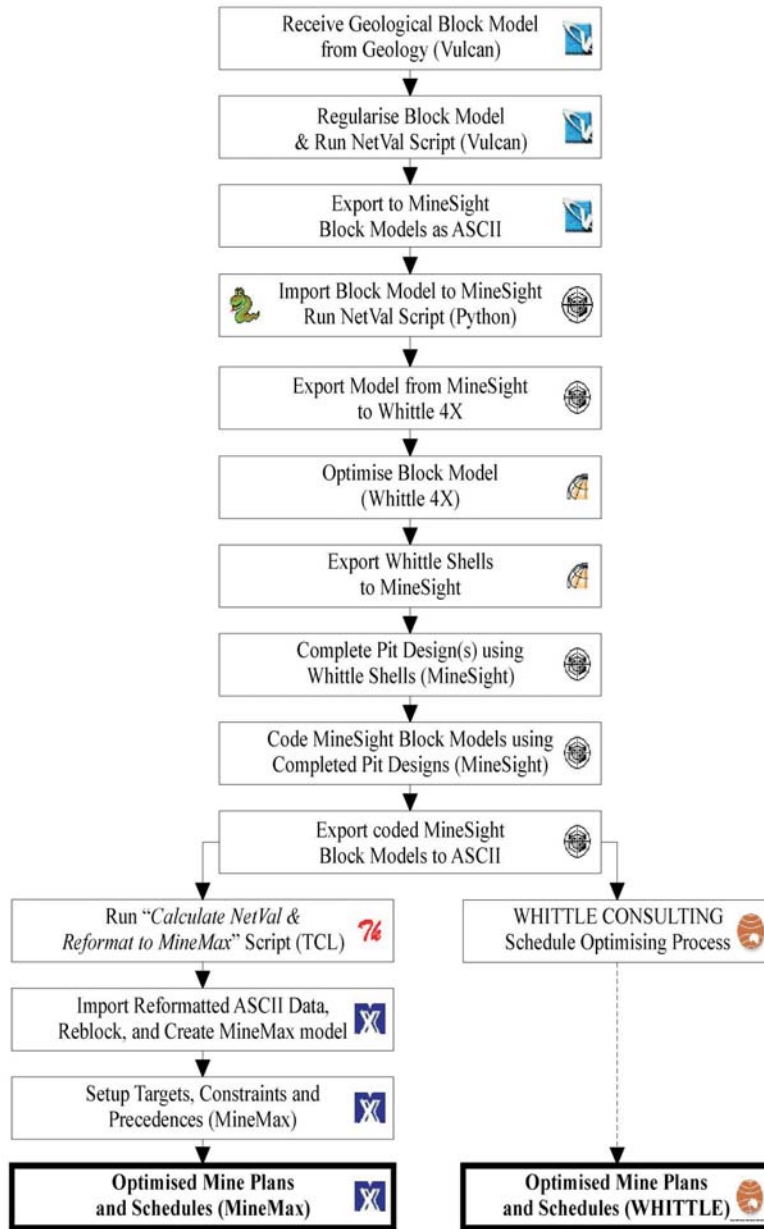 Receive Geological Block Model
from Geology (Vulcan)
Regularise Block Model
& Run NetVal Script (Vulcan)
Export to MineSight
Block Models as ASCII
Import Block Model to MineSight
Run NetVal Script (Python)
Export Model from MineSight
to Whittle 4X
Optimise Block Model
(Whittle 4X)
Export Whittle Shells
to MineSight
Complete Pit Design(s) using
Whittle Shells (MineSight)
Code MineSight Block Models using
Completed Pit Designs (MineSight)
Export coded MineSight
Block Models to ASCII
Run “Calculate NetVal &
Reformat to MineMax” Script (TCL)
Tk
Import Reformatted ASCII Data,
Reblock, and Create MineMax model
Setup Targets, Constraints and
Precedences (MineMax)
Optimised Mine Plans
and Schedules (MineMax)
WHITTLE CONSULTING
Schedule Optimising Process
Optimised Mine Plans
and Schedules (WHITTLE)